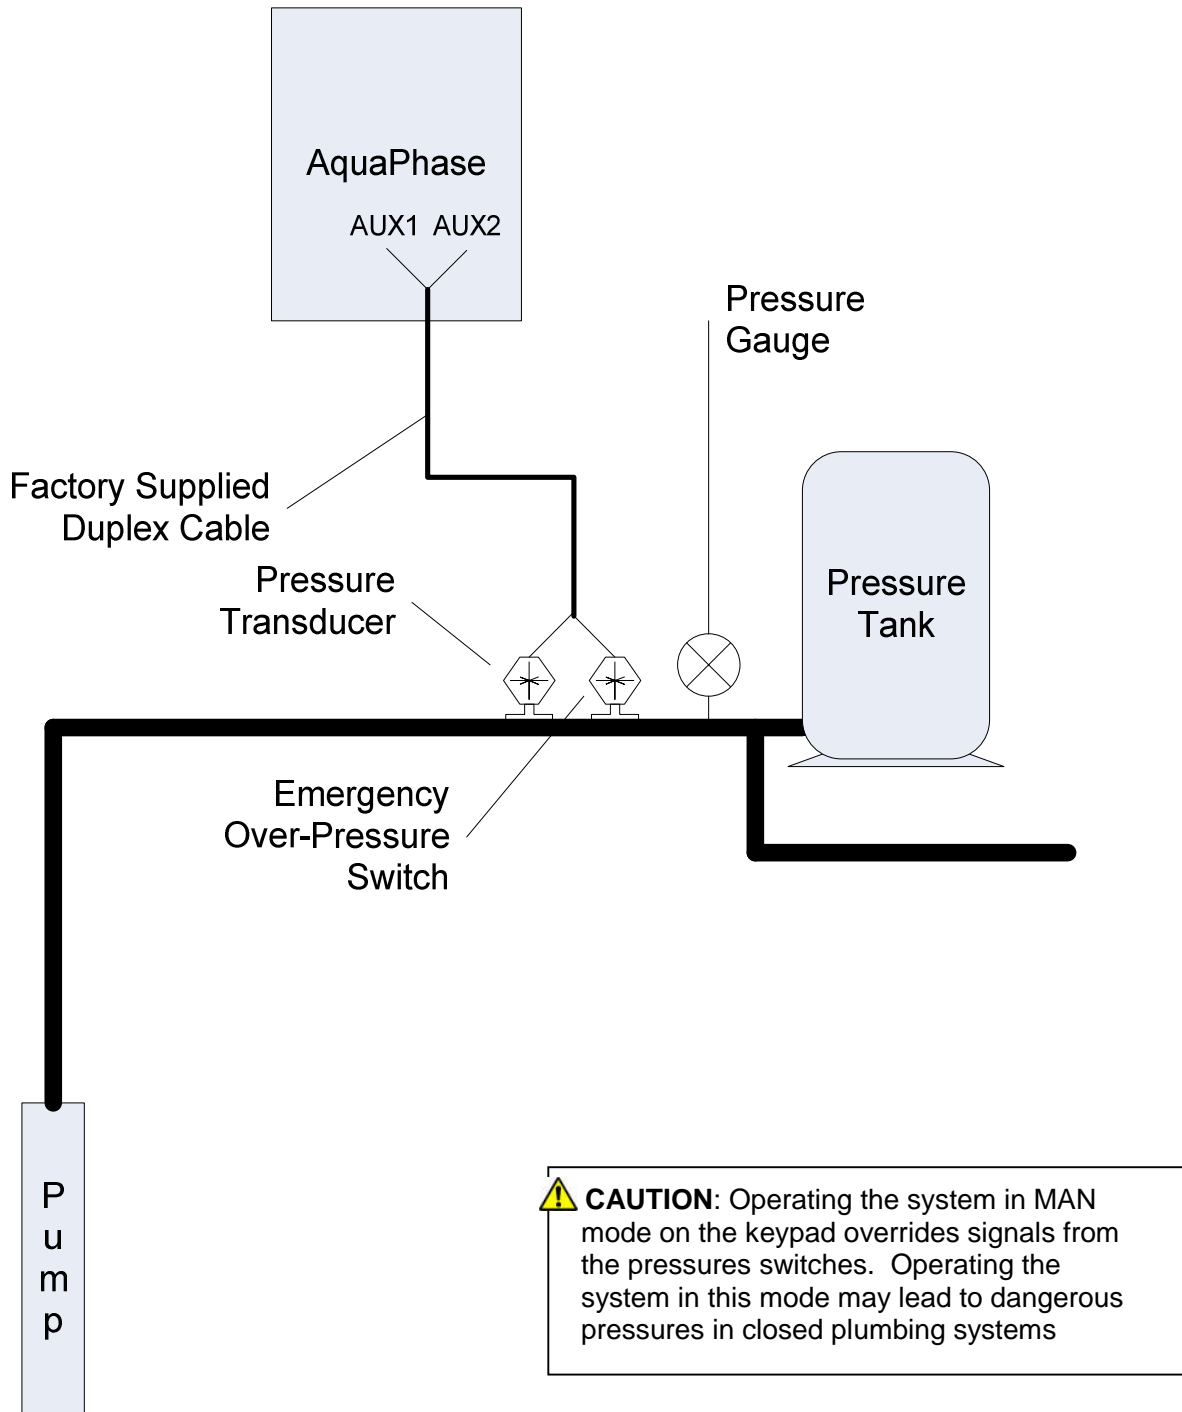 AquaPhase
AUX1 AUX2
Pressure
Gauge
Factory Supplied
Duplex Cable
Pressure
Transducer
Pressure
Tank
Emergency
Over-Pressure
Switch
Pump
CAUTION: Operating the system in MAN
mode on the keypad overrides signals from
the pressures switches. Operating the
system in this mode may lead to dangerous
pressures in closed plumbing systems